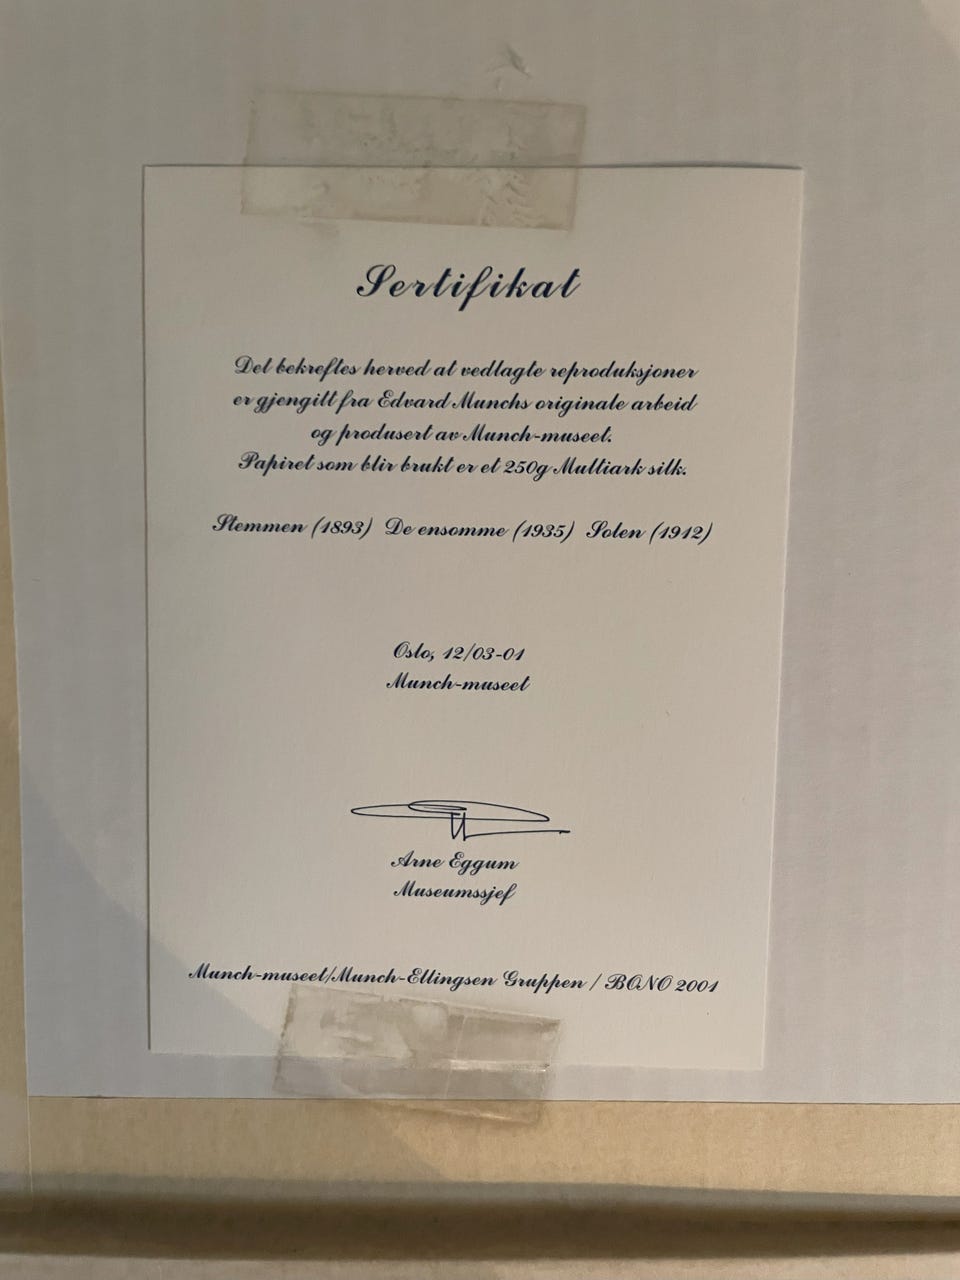 Sertifikat
Det bekreftes herved at vedlagte reproduksjoner
er gjengitt fra Edvard Munchs originale arbeid
og produsert av Munch-museet.
Papiret som blir brukt er et 250g Multiark silk.
Stemmen (1893) De ensomme (1935) Solen (1912)
Oslo, 12/03-01
Munch-museet
Arne Eggum
Museumssjef
Munch-museet/Munch-Ellingsen Gruppen / BONO 2001